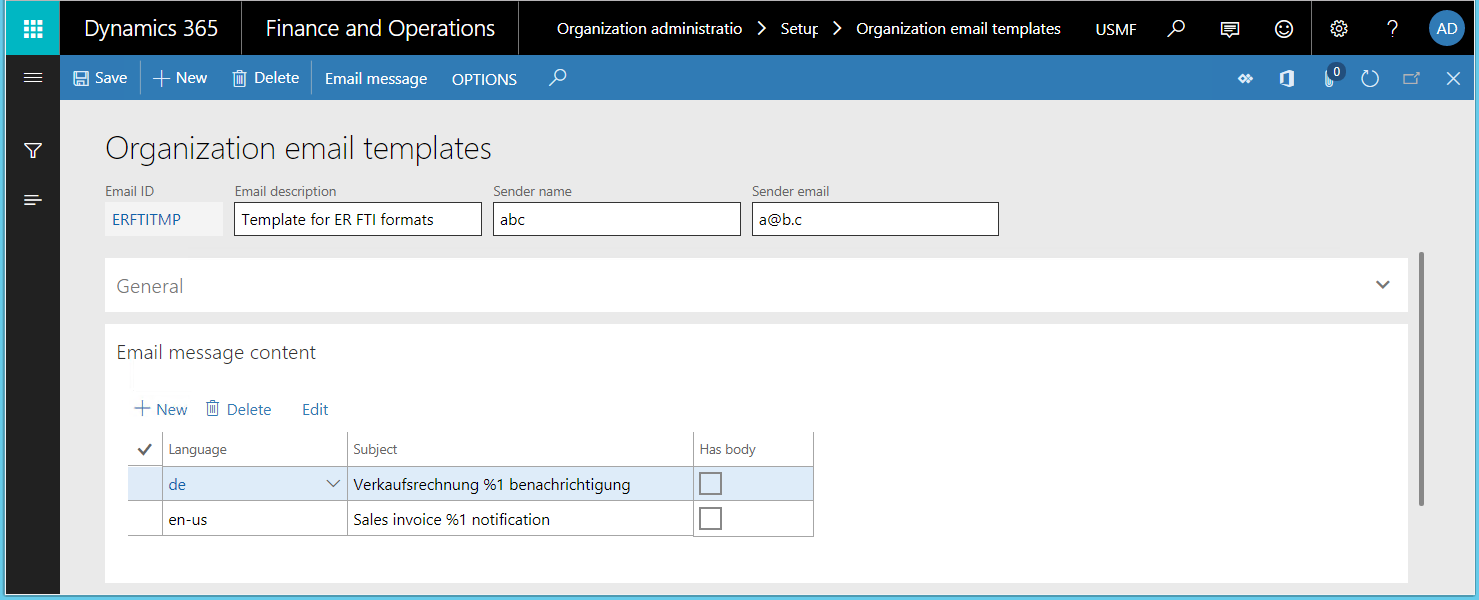 Dynamics 365 Finance and Operations Organization administratio Setup Organization email templates USMF ? AD
Save New Delete Email message OPTIONS 0
Organization email templates
Email ID Email description Sender name Sender email
ERFTITMP Template for ER FTI formats abc a@b.c
General
Email message content
New Delete Edit
Language Subject Has body
de Verkaufsrechnung %1 benachrichtigung
en-us Sales invoice %1 notification